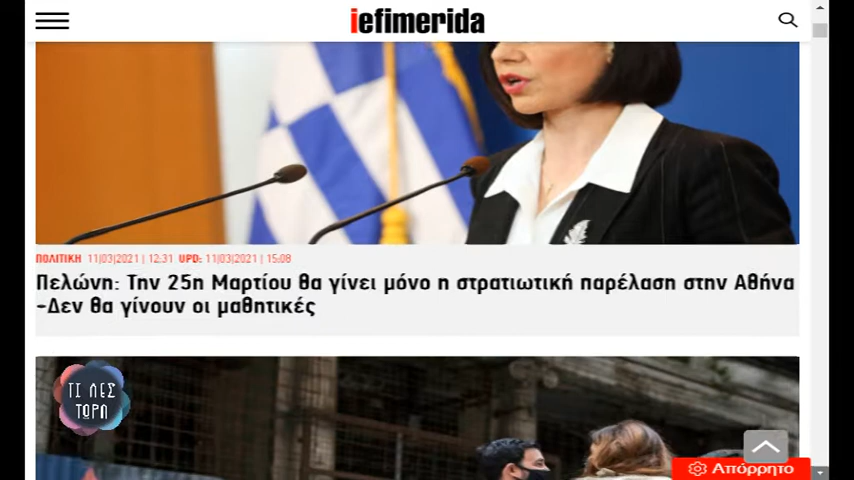 iefimerida
ΠΟΛΙΤΙΚΗ 11|03|2021 | 12:31 UPD: 11|03|2021 | 15:08
Πελώνη: Την 25η Μαρτίου θα γίνει μόνο η στρατιωτική παρέλαση στην Αθήνα
-Δεν θα γίνουν οι μαθητικές
ΤΙ ΛΕΣ
ΤΩΡΑ
Απόρρητο